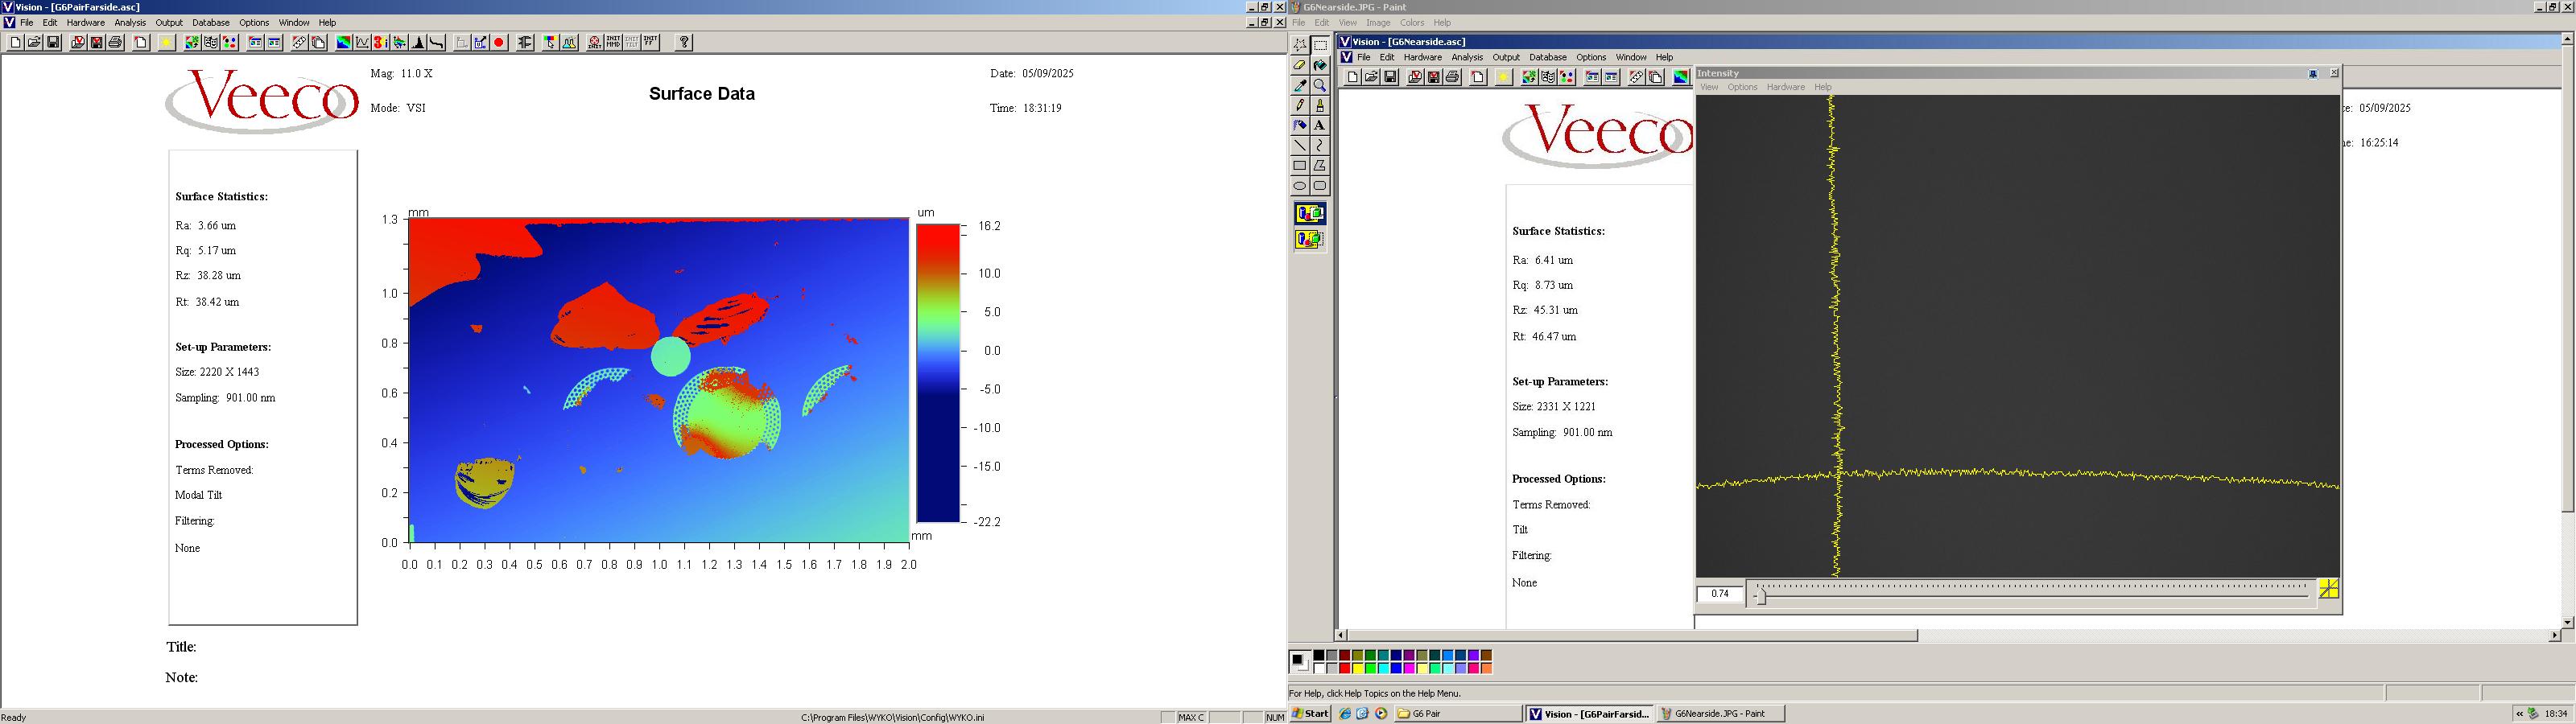 Vision - [G6PairFarside.asc]
File Edit Hardware Analysis Output Database Options Window Help
INIT INIT MMD INIT TILT INIT FF ?
Veeco
Mag: 11.0 X
Mode: VSI
Surface Data
Date: 05/09/2025
Time: 18:31:19
Surface Statistics:
Ra: 3.66 um
Rq: 5.17 um
Rz: 38.28 um
Rt: 38.42 um
Set-up Parameters:
Size: 2220 X 1443
Sampling: 901.00 nm
Processed Options:
Terms Removed:
Modal Tilt
Filtering:
None
mm
1.3
1.0
0.8
0.6
0.4
0.2
0.0
0.0 0.1 0.2 0.3 0.4 0.5 0.6 0.7 0.8 0.9 1.0 1.1 1.2 1.3 1.4 1.5 1.6 1.7 1.8 1.9 2.0
mm
um
16.2
10.0
5.0
0.0
-5.0
-10.0
-15.0
-22.2
Title:
Note:
Ready C:\Program Files\WYKO\Vision\Config\WYKO.ini MAX C NUM
G6Nearside.JPG - Paint
File Edit View Image Colors Help
A
Vision - [G6Nearside.asc]
File Edit Hardware Analysis Output Database Options Window Help
Veeco
te: 05/09/2025
ne: 16:25:14
Surface Statistics:
Ra: 6.41 um
Rq: 8.73 um
Rz: 45.31 um
Rt: 46.47 um
Set-up Parameters:
Size: 2331 X 1221
Sampling: 901.00 nm
Processed Options:
Terms Removed:
Tilt
Filtering:
None
Intensity
View Options Hardware Help
0.74
For Help, click Help Topics on the Help Menu.
Start G6 Pair Vision - [G6PairFarsid... G6Nearside.JPG - Paint 18:34